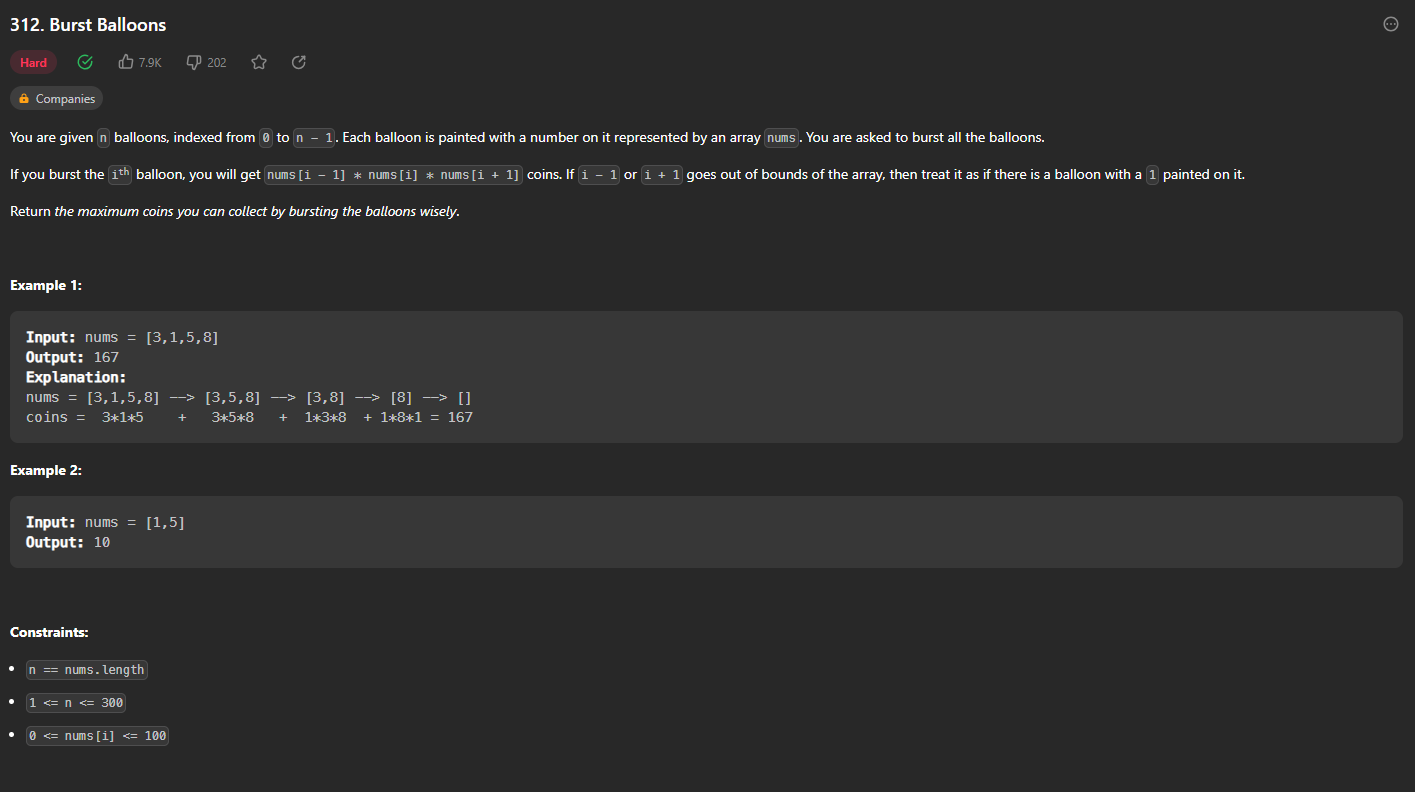 312. Burst Balloons
Hard 7.9K 202
Companies
You are given n balloons, indexed from 0 to n - 1. Each balloon is painted with a number on it represented by an array nums. You are asked to burst all the balloons.
If you burst the iᵗʰ balloon, you will get nums[i - 1] * nums[i] * nums[i + 1] coins. If i - 1 or i + 1 goes out of bounds of the array, then treat it as if there is a balloon with a 1 painted on it.
Return the maximum coins you can collect by bursting the balloons wisely.
Example 1:
Input: nums = [3,1,5,8]
Output: 167
Explanation:
nums = [3,1,5,8] --> [3,5,8] --> [3,8] --> [8] --> []
coins =  3*1*5    +   3*5*8   +  1*3*8  + 1*8*1 = 167
Example 2:
Input: nums = [1,5]
Output: 10
Constraints:
• n == nums.length
• 1 <= n <= 300
• 0 <= nums[i] <= 100